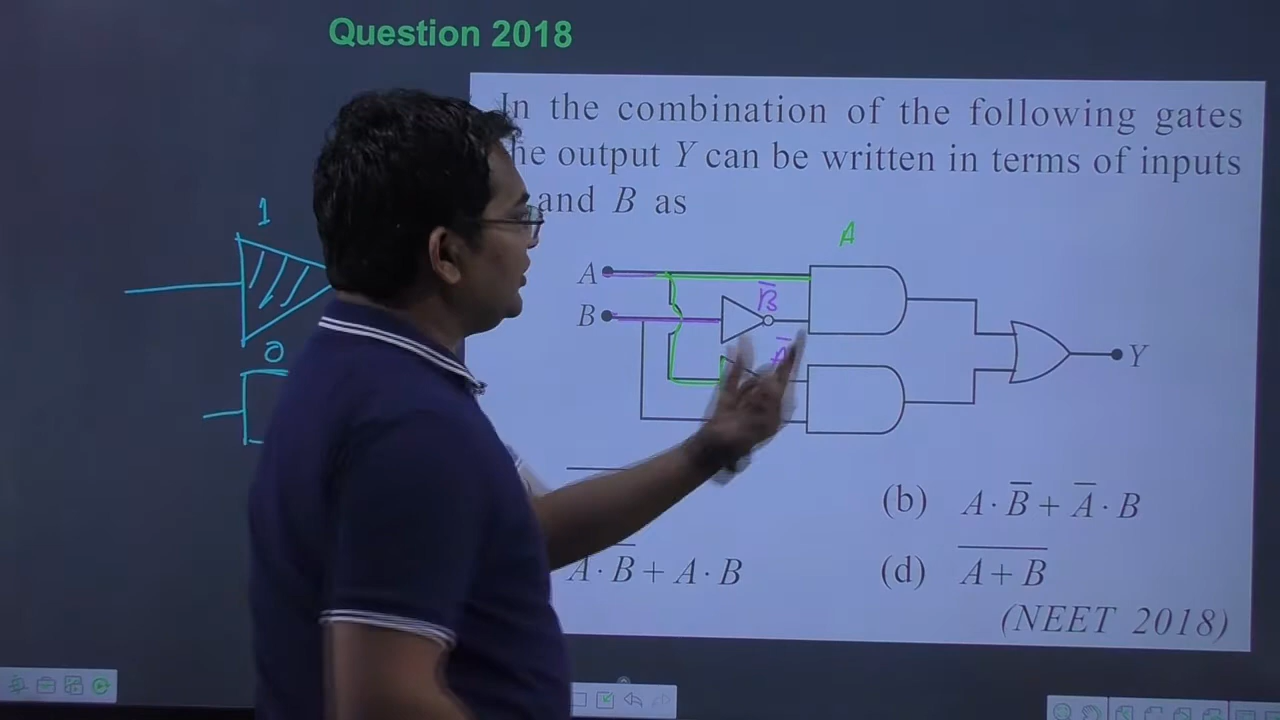 Question 2018
In the combination of the following gates
he output Y can be written in terms of inputs
and B as
1
A
A
B̅
B
A̅
Y
0
(b) A · B̅ + A̅ · B
A̅ · B̅ + A · B
(d) \overline{A + B}
(NEET 2018)